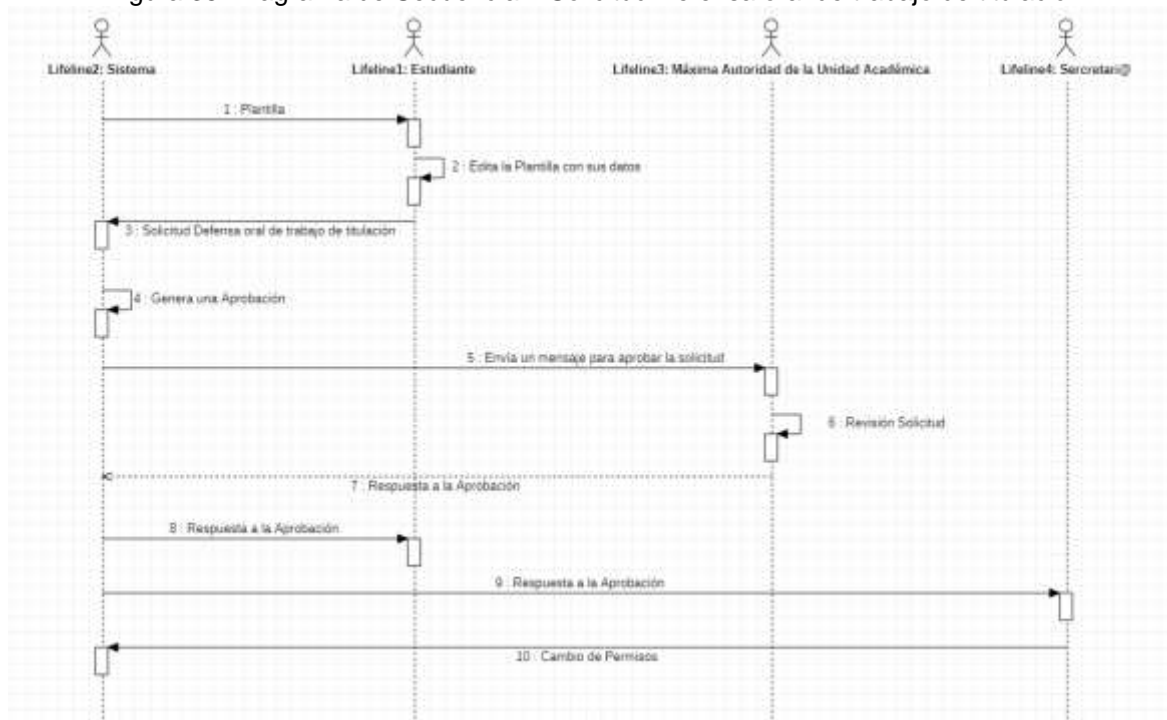 Lifeline2: Sistema
Lifeline1: Estudiante
Lifeline3: Máxima Autoridad de la Unidad Académica
Lifeline4: Sercretari@
1 : Plantilla
2 : Edita la Plantilla con sus datos
3 : Solicitud Defensa oral de trabajo de titulación
4 : Genera una Aprobación
5 : Envía un mensaje para aprobar la solicitud
6 : Revisión Solicitud
7 : Respuesta a la Aprobación
8 : Respuesta a la Aprobación
9 : Respuesta a la Aprobación
10 : Cambio de Permisos